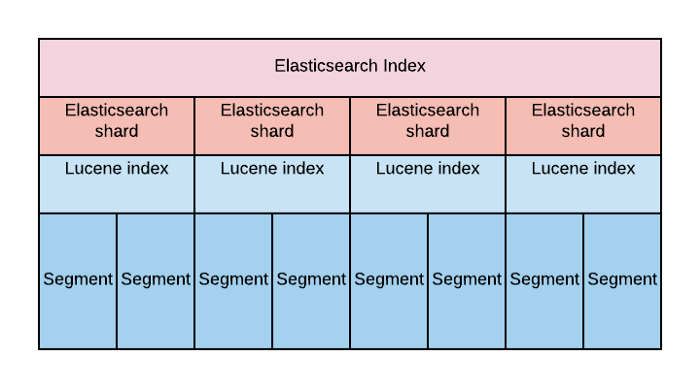 Elasticsearch Index
Elasticsearch
shard
Elasticsearch
shard
Elasticsearch
shard
Elasticsearch
shard
Lucene index
Lucene index
Lucene index
Lucene index
Segment
Segment
Segment
Segment
Segment
Segment
Segment
Segment